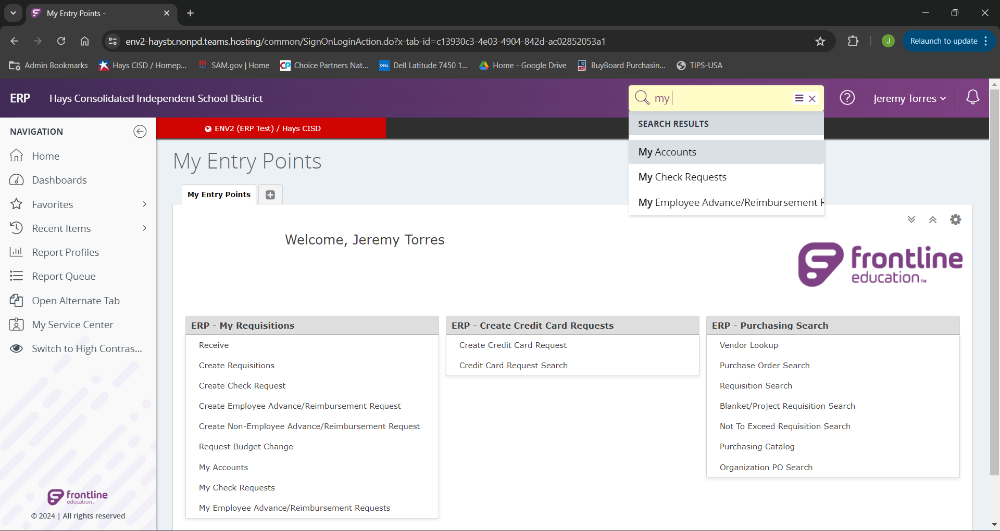 My Entry Points -
env2-haystx.nonpd.teams.hosting/common/SignOnLoginAction.do?x-tab-id=c13930c3-4e03-4904-842d-ac02852053a1
J
Relaunch to update
Admin Bookmarks
Hays CISD / Homep...
SAM.gov | Home
CP Choice Partners Nat...
DELL Dell Latitude 7450 1...
Home - Google Drive
BuyBoard Purchasin...
TIPS-USA
ERP Hays Consolidated Independent School District
my
Jeremy Torres
NAVIGATION
ENV2 (ERP Test) / Hays CISD
SEARCH RESULTS
My Accounts
My Check Requests
My Employee Advance/Reimbursement R
Home
Dashboards
Favorites
Recent Items
Report Profiles
Report Queue
Open Alternate Tab
My Service Center
Switch to High Contras...
frontline
education
© 2024 | All rights reserved
My Entry Points
My Entry Points
Welcome, Jeremy Torres
frontline
education™
ERP - My Requisitions
Receive
Create Requisitions
Create Check Request
Create Employee Advance/Reimbursement Request
Create Non-Employee Advance/Reimbursement Request
Request Budget Change
My Accounts
My Check Requests
My Employee Advance/Reimbursement Requests
ERP - Create Credit Card Requests
Create Credit Card Request
Credit Card Request Search
ERP - Purchasing Search
Vendor Lookup
Purchase Order Search
Requisition Search
Blanket/Project Requisition Search
Not To Exceed Requisition Search
Purchasing Catalog
Organization PO Search